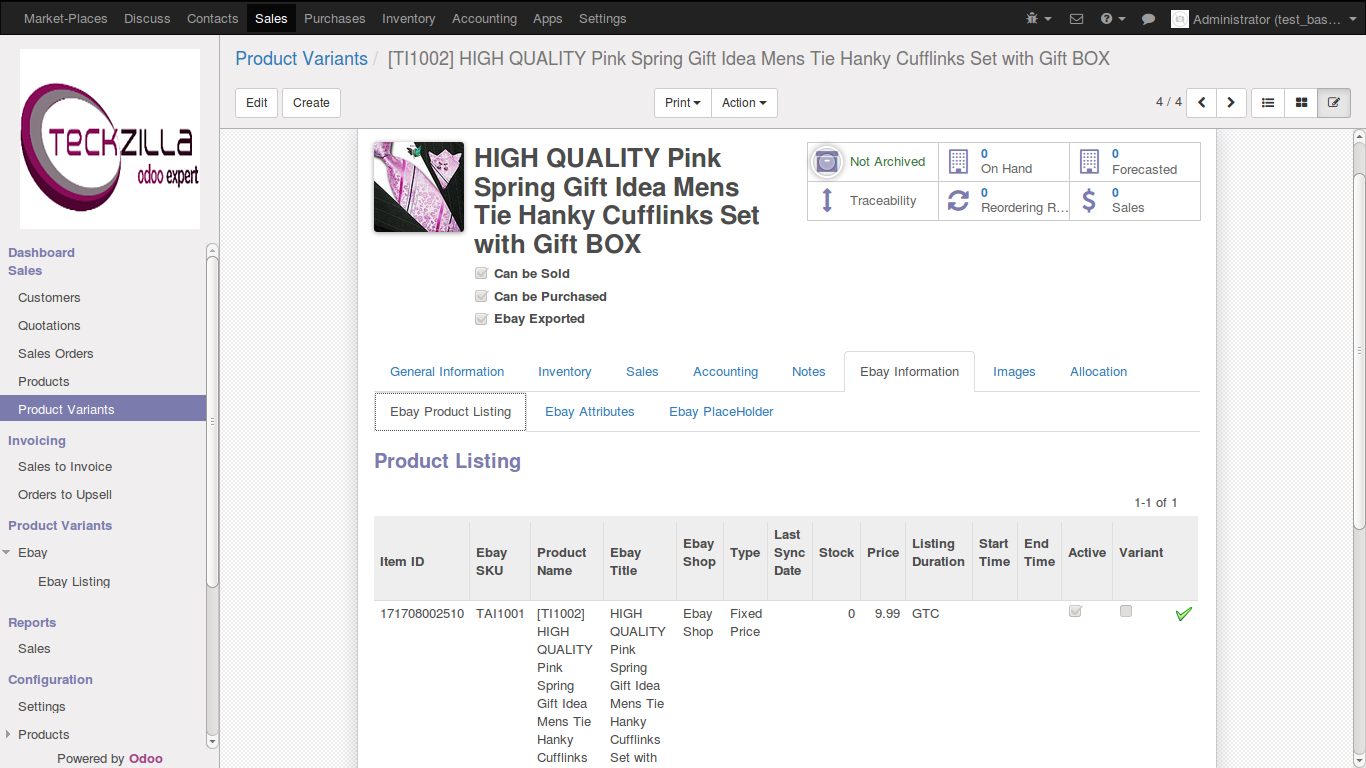 Market-Places Discuss Contacts Sales Purchases Inventory Accounting Apps Settings
Administrator (test_bas…
TECKZILLA
odoo expert
Dashboard
Sales
Customers
Quotations
Sales Orders
Products
Product Variants
Invoicing
Sales to Invoice
Orders to Upsell
Product Variants
Ebay
Ebay Listing
Reports
Sales
Configuration
Settings
Products
Powered by Odoo
Product Variants / [TI1002] HIGH QUALITY Pink Spring Gift Idea Mens Tie Hanky Cufflinks Set with Gift BOX
Edit Create Print Action 4 / 4
HIGH QUALITY Pink
Spring Gift Idea Mens
Tie Hanky Cufflinks Set
with Gift BOX
Can be Sold
Can be Purchased
Ebay Exported
Not Archived
0
On Hand
0
Forecasted
Traceability
0
Reordering R...
0
Sales
General Information Inventory Sales Accounting Notes Ebay Information Images Allocation
Ebay Product Listing Ebay Attributes Ebay PlaceHolder
Product Listing
1-1 of 1
Item ID
Ebay
SKU
Product
Name
Ebay
Title
Ebay
Shop
Type
Last
Sync
Date
Stock
Price
Listing
Duration
Start
Time
End
Time
Active
Variant
171708002510
TAI1001
[TI1002]
HIGH
QUALITY
Pink
Spring
Gift Idea
Mens Tie
Hanky
Cufflinks
HIGH
QUALITY
Pink
Spring
Gift Idea
Mens Tie
Hanky
Cufflinks
Set with
Ebay
Shop
Fixed
Price
0
9.99
GTC